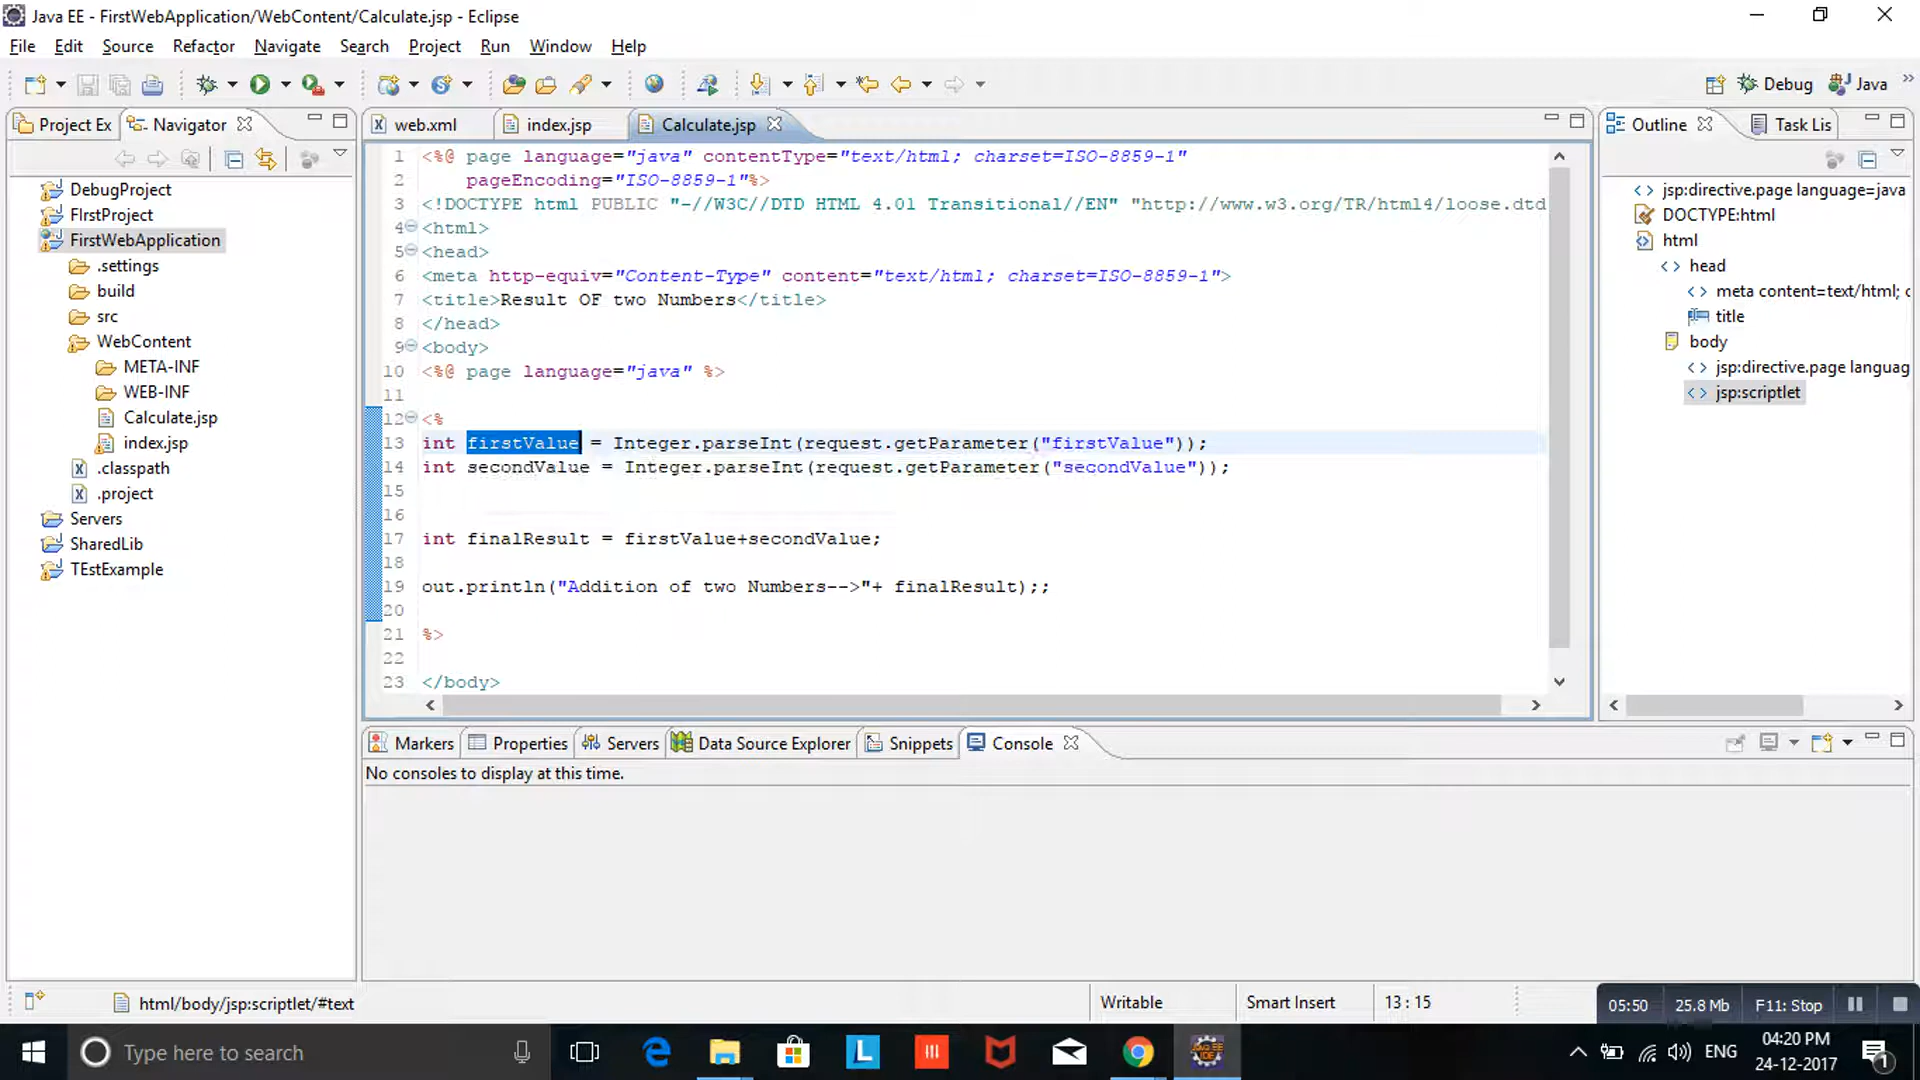 Java EE - FirstWebApplication/WebContent/Calculate.jsp - Eclipse
File Edit Source Refactor Navigate Search Project Run Window Help
Debug Java »
Project Ex Navigator
web.xml index.jsp Calculate.jsp
Outline Task Lis
DebugProject
FIrstProject
FirstWebApplication
.settings
build
src
WebContent
META-INF
WEB-INF
Calculate.jsp
index.jsp
.classpath
.project
Servers
SharedLib
TEstExample
1 <%@ page language="java" contentType="text/html; charset=ISO-8859-1"
2 pageEncoding="ISO-8859-1"%>
3 <!DOCTYPE html PUBLIC "-//W3C//DTD HTML 4.01 Transitional//EN" "http://www.w3.org/TR/html4/loose.dtd
4 <html>
5 <head>
6 <meta http-equiv="Content-Type" content="text/html; charset=ISO-8859-1">
7 <title>Result OF two Numbers</title>
8 </head>
9 <body>
10 <%@ page language="java" %>
11
12 <%
13 int firstValue = Integer.parseInt(request.getParameter("firstValue"));
14 int secondValue = Integer.parseInt(request.getParameter("secondValue"));
15
16
17 int finalResult = firstValue+secondValue;
18
19 out.println("Addition of two Numbers-->"+ finalResult);;
20
21 %>
22
23 </body>
jsp:directive.page language=java
DOCTYPE:html
html
head
meta content=text/html; c
title
body
jsp:directive.page languag
jsp:scriptlet
Markers Properties Servers Data Source Explorer Snippets Console
No consoles to display at this time.
html/body/jsp:scriptlet/#text
Writable Smart Insert 13 : 15
05:50 25.8 Mb F11: Stop
Type here to search
ENG
04:20 PM
24-12-2017
1